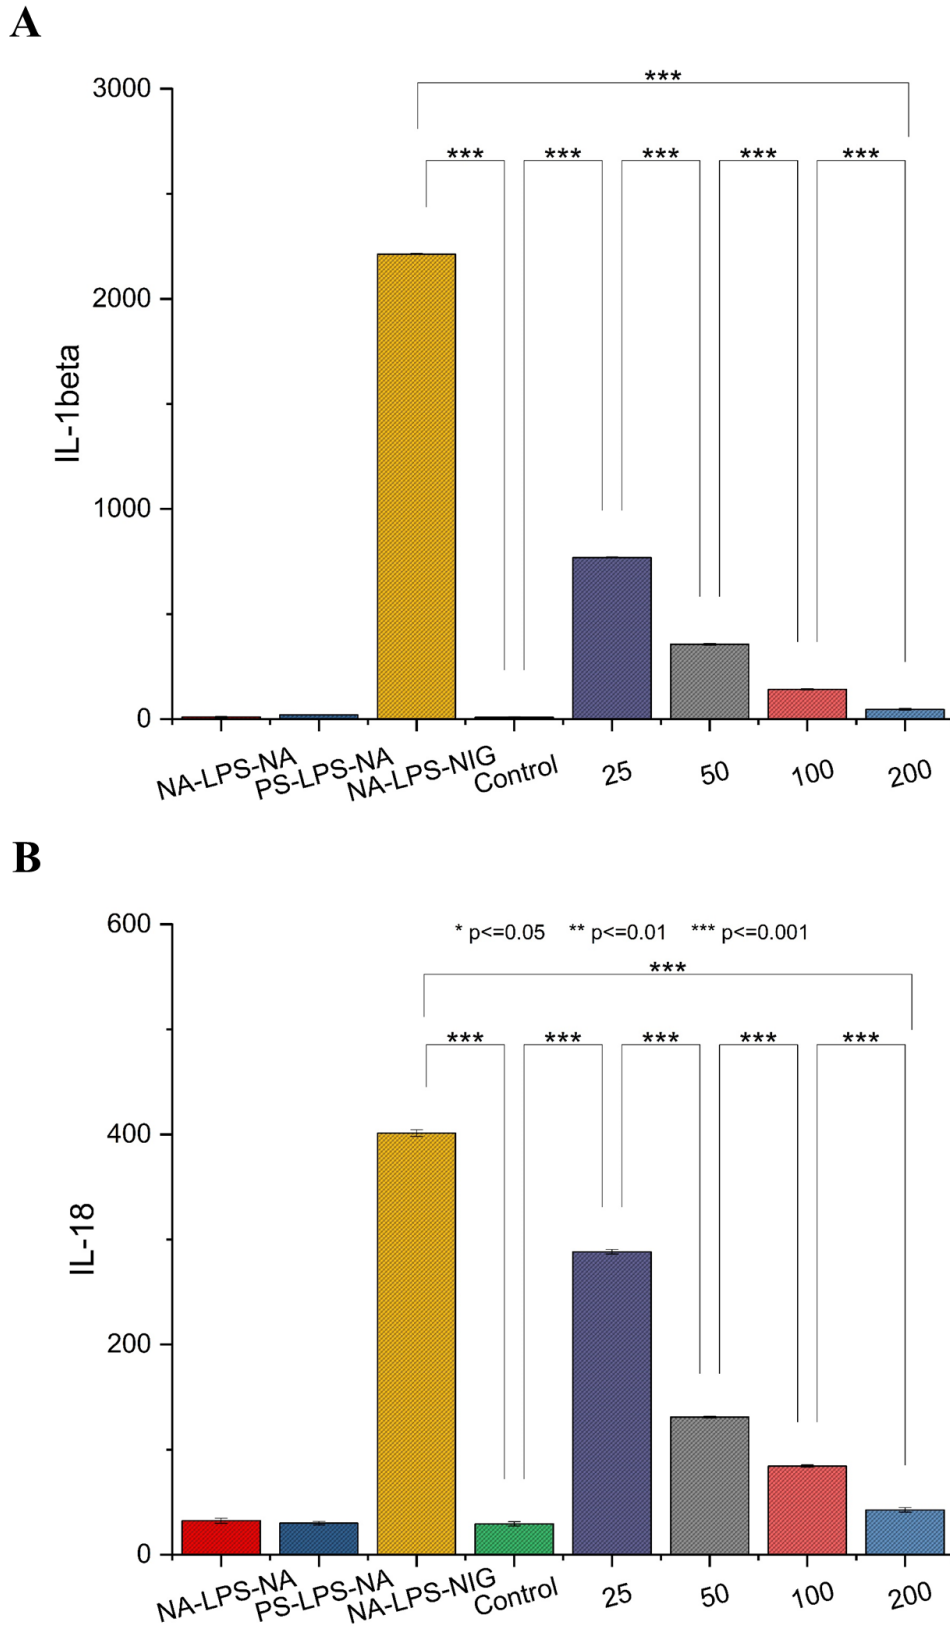 A
***
*** *** *** *** ***
3000
2000
1000
0
IL-1beta
NA-LPS-NA PS-LPS-NA NA-LPS-NIG Control 25 50 100 200
B
* p<=0.05 ** p<=0.01 *** p<=0.001
***
*** *** *** *** ***
600
400
200
0
IL-18
NA-LPS-NA PS-LPS-NA NA-LPS-NIG Control 25 50 100 200